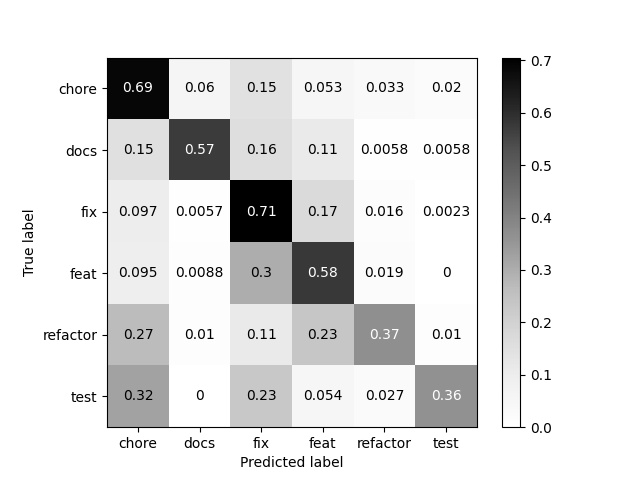 chore 0.69 0.06 0.15 0.053 0.033 0.02
docs 0.15 0.57 0.16 0.11 0.0058 0.0058
fix 0.097 0.0057 0.71 0.17 0.016 0.0023
feat 0.095 0.0088 0.3 0.58 0.019 0
refactor 0.27 0.01 0.11 0.23 0.37 0.01
test 0.32 0 0.23 0.054 0.027 0.36
chore docs fix feat refactor test
Predicted label
True label
0.7
0.6
0.5
0.4
0.3
0.2
0.1
0.0